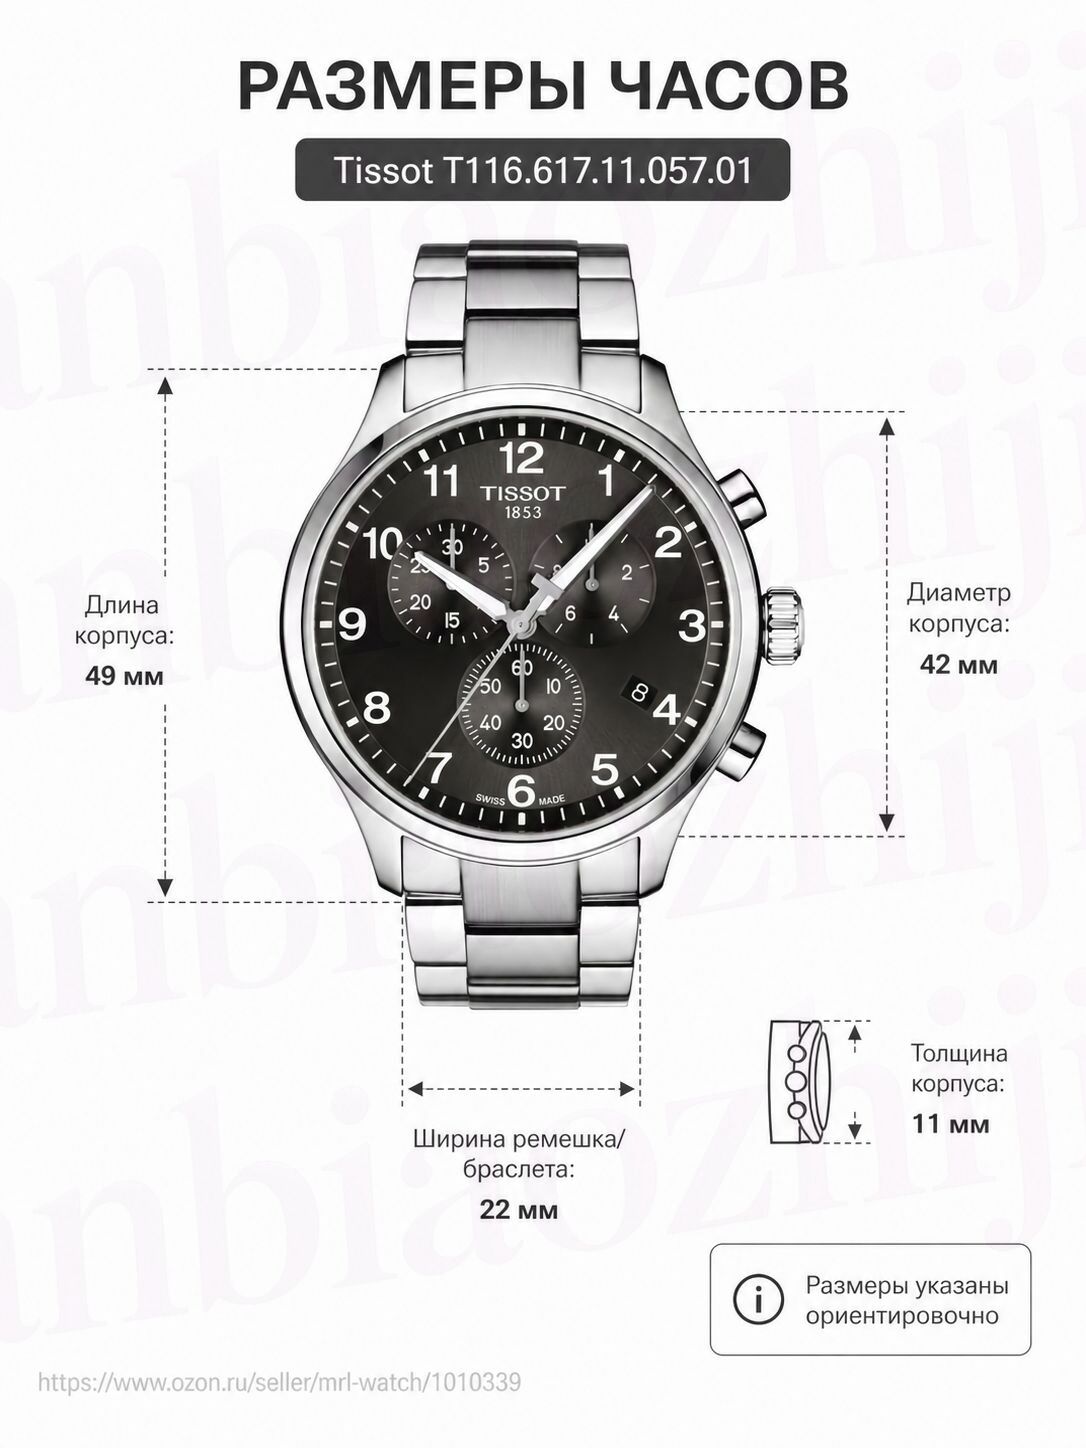 РАЗМЕРЫ ЧАСОВ
Tissot T116.617.11.057.01
12
11
1
TISSOT
1853
10
2
30
25
5
20
15
8
2
6
4
9
3
60
50
10
40
20
30
8
8
4
7
5
6
SWISS MADE
Длина
корпуса:
49 мм
Диаметр
корпуса:
42 мм
Ширина ремешка/
браслета:
22 мм
Толщина
корпуса:
11 мм
Размеры указаны
ориентировочно
https://www.ozon.ru/seller/mrl-watch/1010339